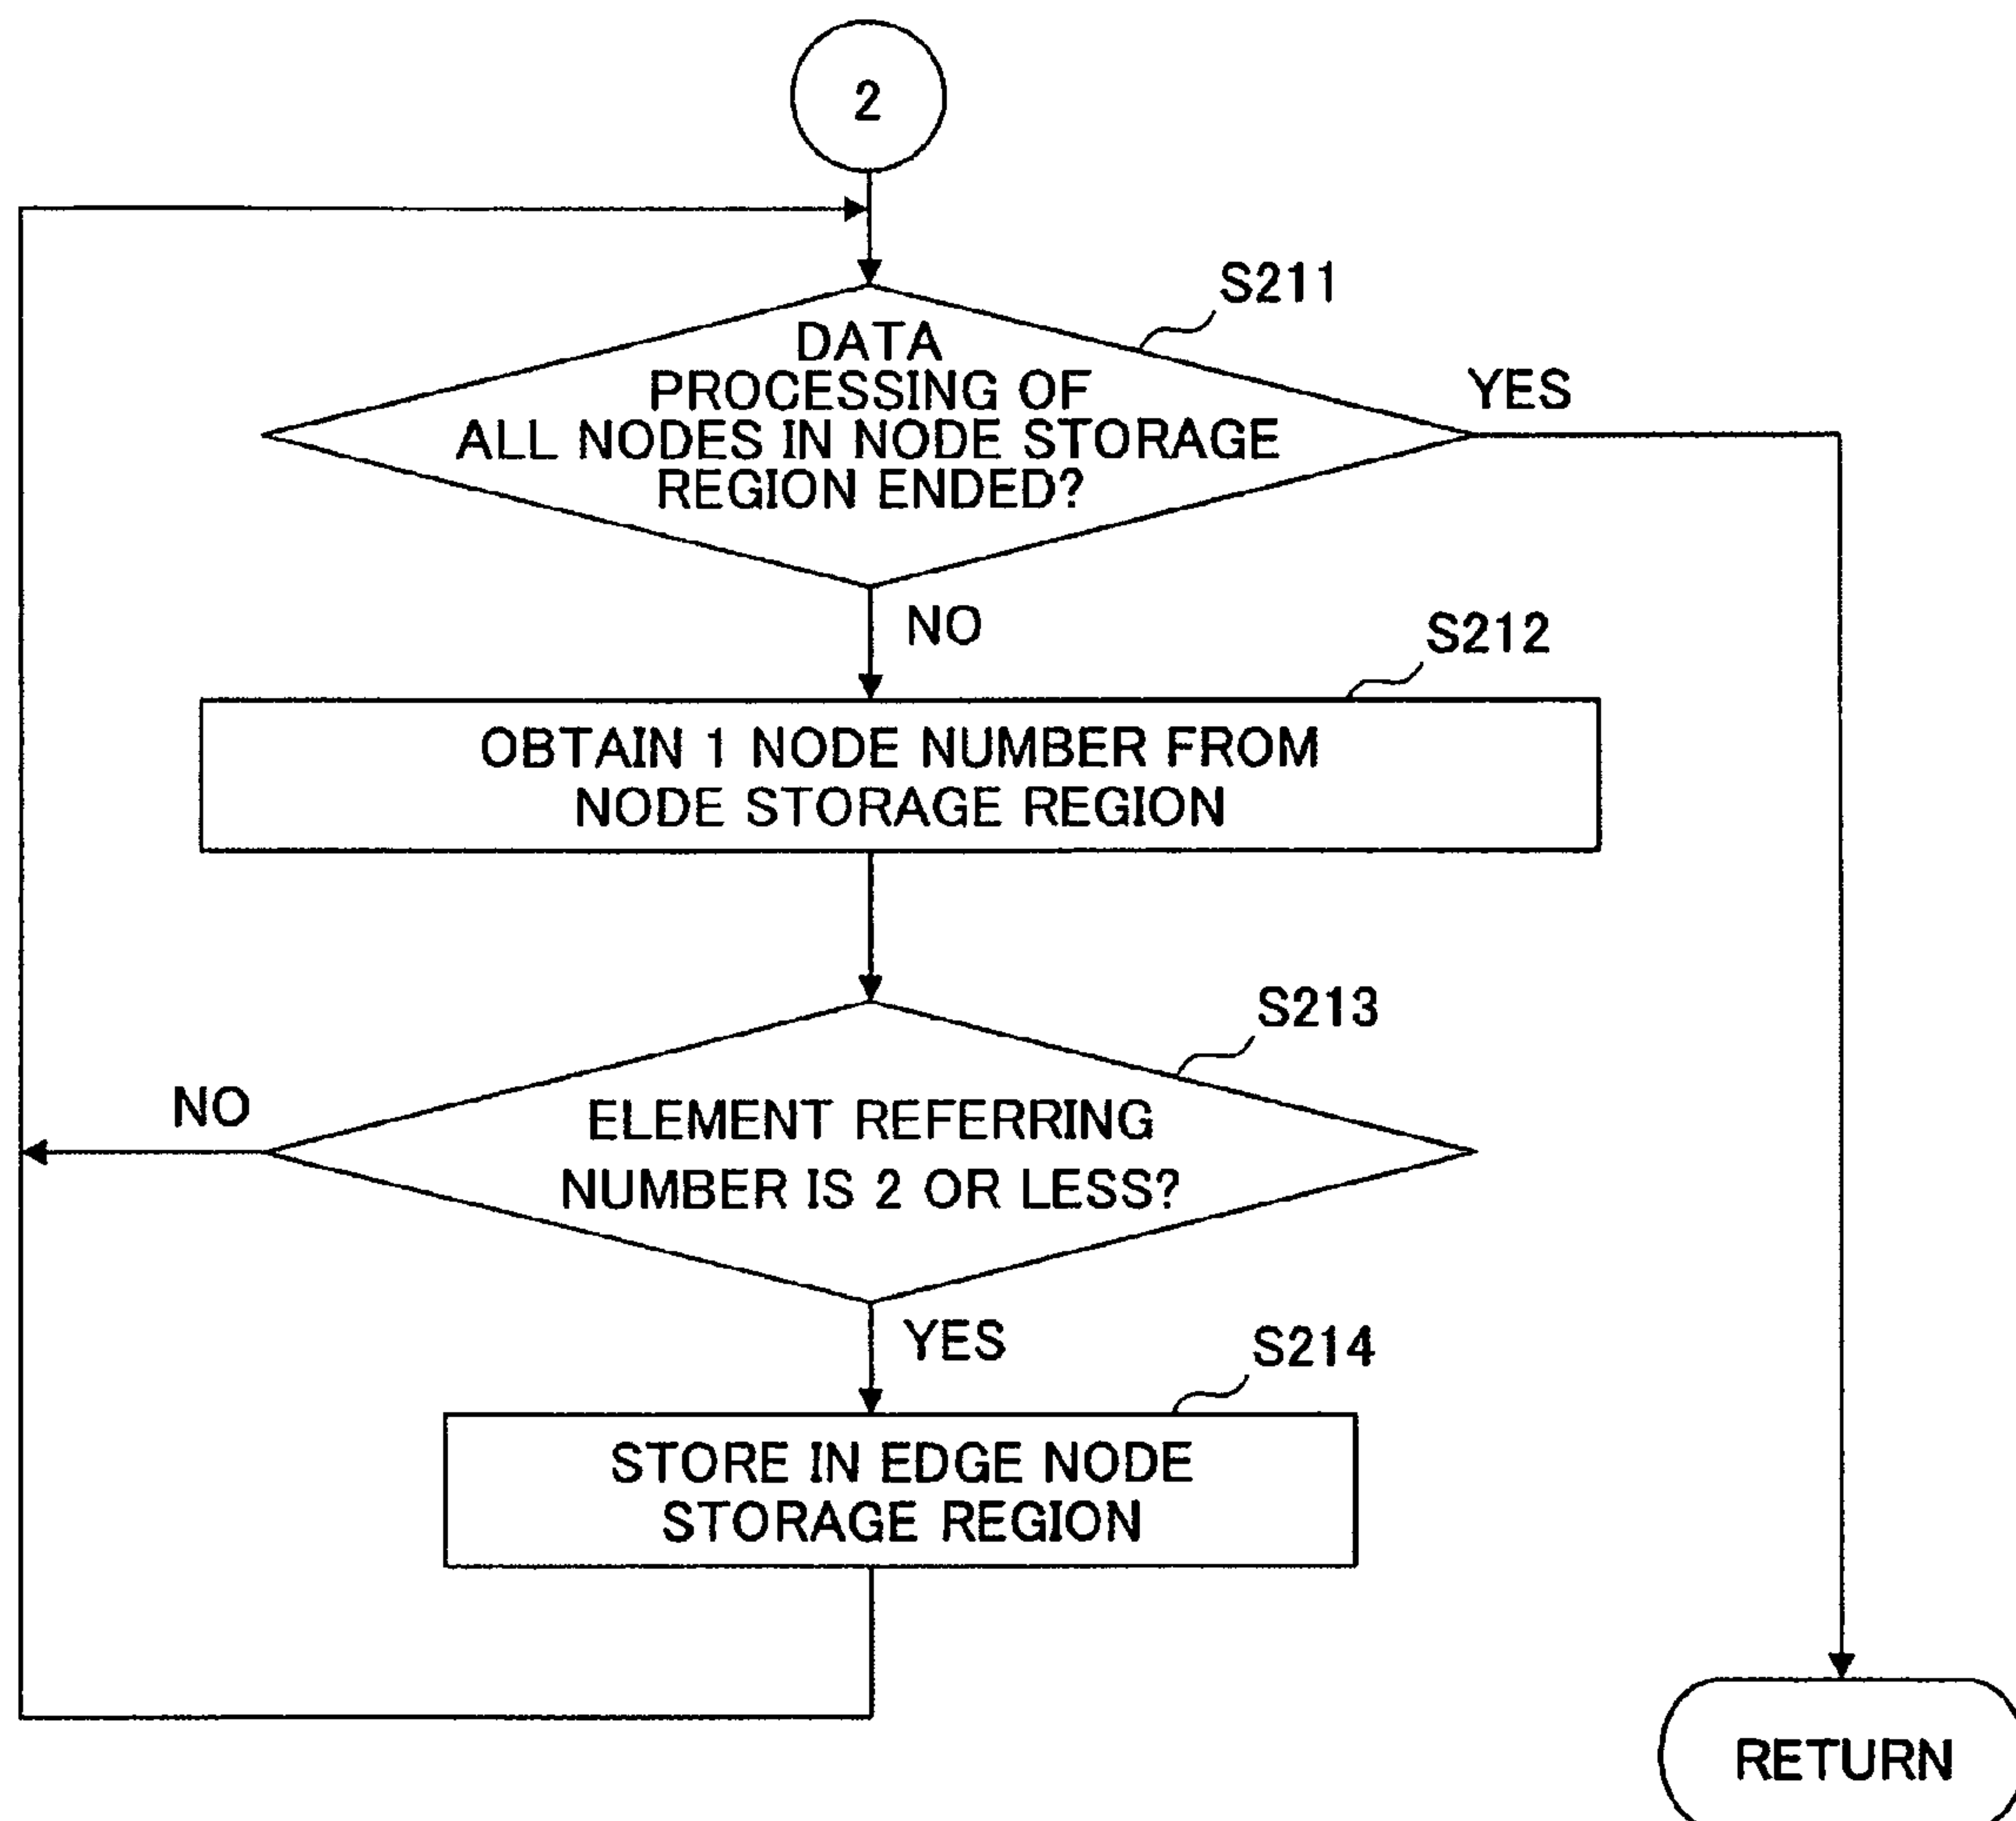 2
S211
DATA
PROCESSING OF
ALL NODES IN NODE STORAGE
REGION ENDED?
YES
NO
S212
OBTAIN 1 NODE NUMBER FROM
NODE STORAGE REGION
S213
ELEMENT REFERRING
NUMBER IS 2 OR LESS?
NO
YES
S214
STORE IN EDGE NODE
STORAGE REGION
RETURN